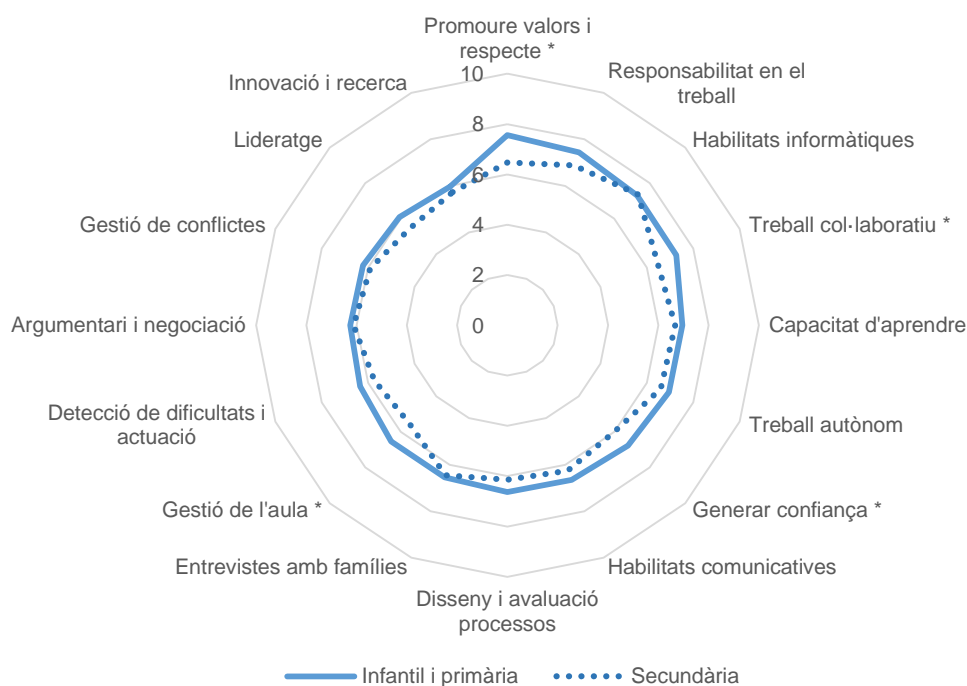 Promoure valors i
respecte *
Responsabilitat en el
treball
Habilitats informàtiques
Treball col·laboratiu *
Capacitat d'aprendre
Treball autònom
Generar confiança *
Habilitats comunicatives
Disseny i avaluació
processos
Entrevistes amb famílies
Gestió de l'aula *
Detecció de dificultats i
actuació
Argumentari i negociació
Gestió de conflictes
Lideratge
Innovació i recerca
10
8
6
4
2
0
Infantil i primària
Secundària